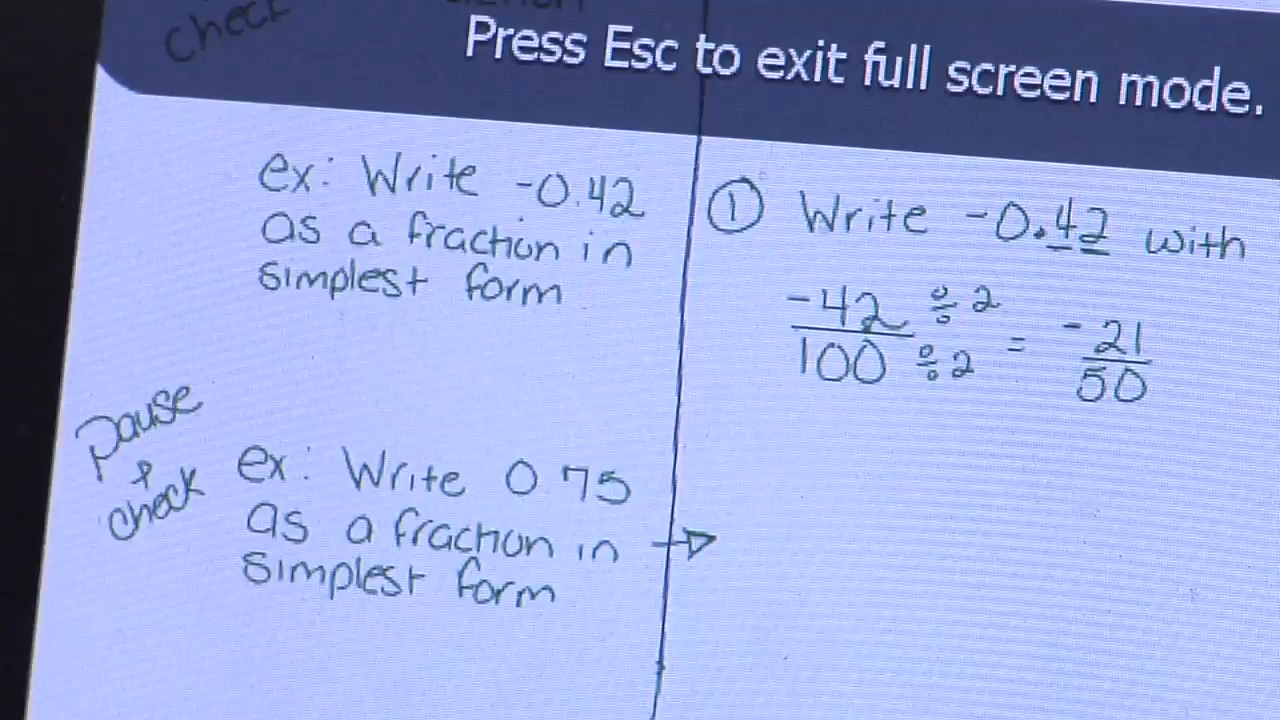 check
Press Esc to exit full screen mode.
ex: Write -0.42
as a fraction in
simplest form
① Write -0.42 with
-42 ÷ 2
100 ÷ 2
=
-21
50
pause
+
check
ex: Write 0 75
as a fraction in
simplest form